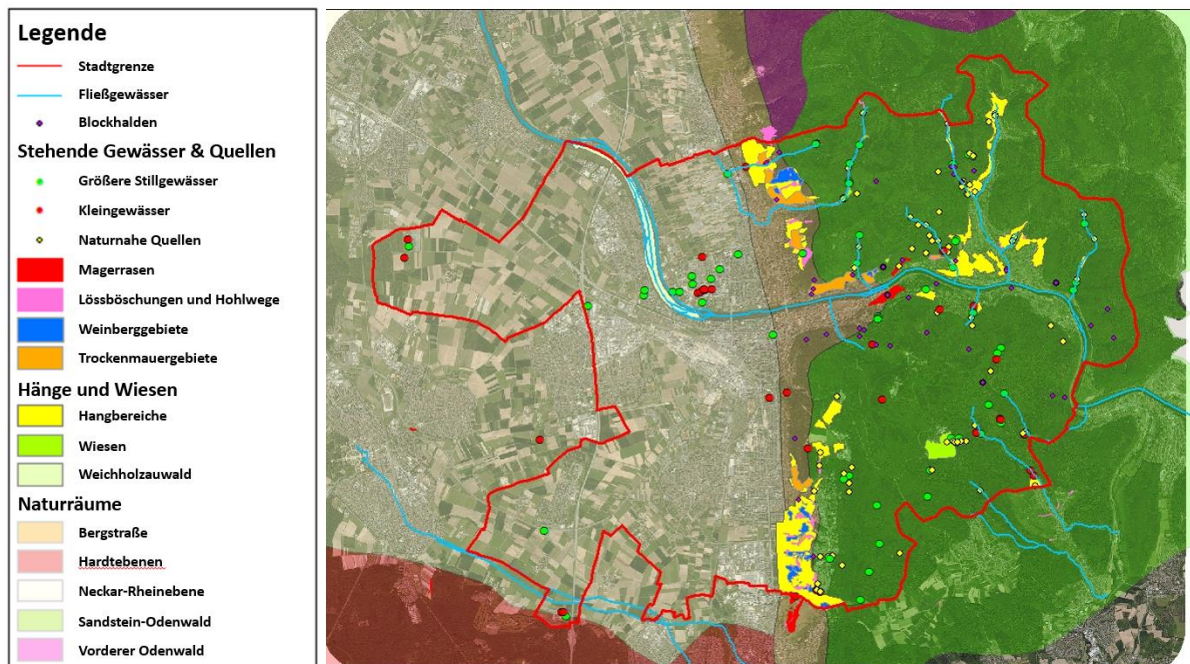 Legende
Stadtgrenze
Fließgewässer
Blockhalden
Stehende Gewässer & Quellen
Größere Stillgewässer
Kleingewässer
Naturnahe Quellen
Magerrasen
Lössböschungen und Hohlwege
Weinberggebiete
Trockenmauergebiete
Hänge und Wiesen
Hangbereiche
Wiesen
Weichholzauwald
Naturräume
Bergstraße
Hardtebenen
Neckar-Rheinebene
Sandstein-Odenwald
Vorderer Odenwald